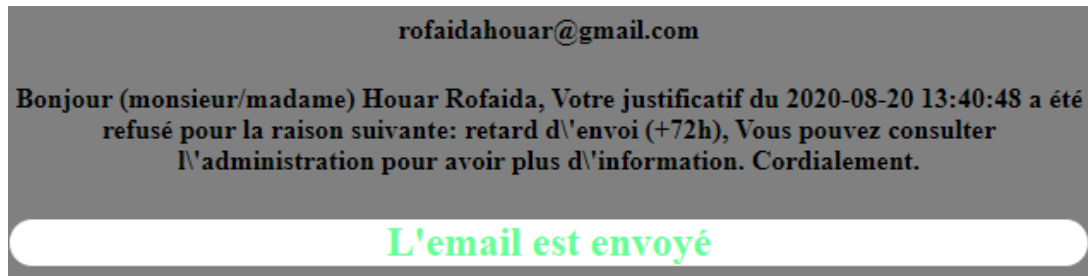 rofaidahouar@gmail.com
Bonjour (monsieur/madame) Houar Rofaida, Votre justificatif du 2020-08-20 13:40:48 a été
refusé pour la raison suivante: retard d\'envoi (+72h), Vous pouvez consulter
l\'administration pour avoir plus d\'information. Cordialement.
L'email est envoyé